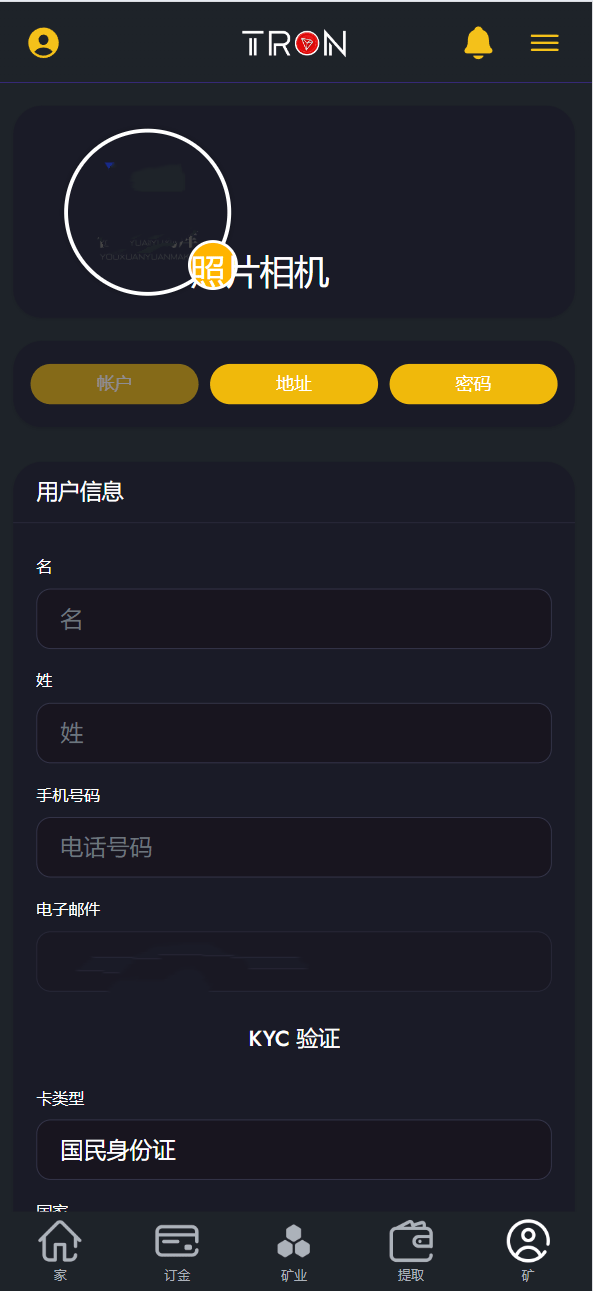 TRON
照片相机
帐户
地址
密码
用户信息
名
名
姓
姓
手机号码
电话号码
电子邮件
KYC 验证
卡类型
国民身份证
国家
家
订金
矿业
提取
矿